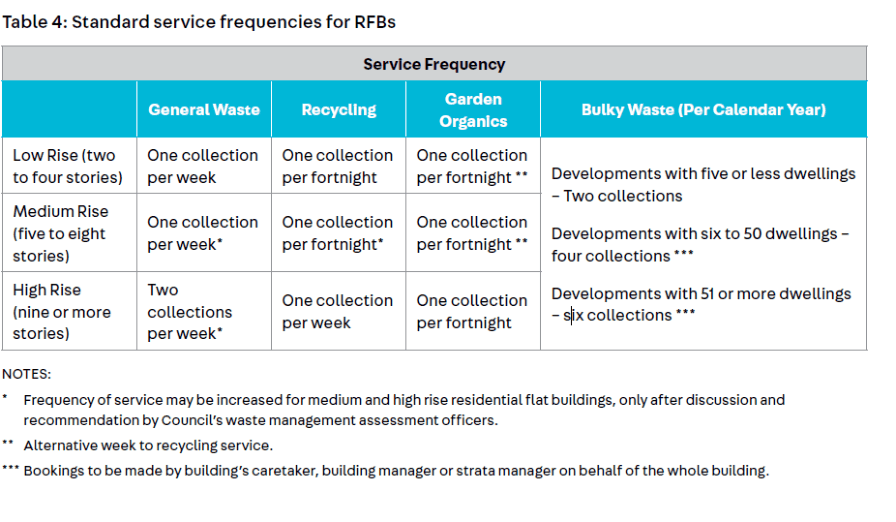 Table 4: Standard service frequencies for RFBs
Service Frequency
General Waste
Recycling
Garden
Organics
Bulky Waste (Per Calendar Year)
Low Rise (two
to four stories)
One collection
per week
One collection
per fortnight
One collection
per fortnight **
Medium Rise
(five to eight
stories)
One collection
per week*
One collection
per fortnight*
One collection
per fortnight **
High Rise
(nine or more
stories)
Two
collections
per week*
One collection
per week
One collection
per fortnight
Developments with five or less dwellings
– Two collections
Developments with six to 50 dwellings –
four collections ***
Developments with 51 or more dwellings
– six collections ***
NOTES:
* Frequency of service may be increased for medium and high rise residential flat buildings, only after discussion and
recommendation by Council's waste management assessment officers.
** Alternative week to recycling service.
*** Bookings to be made by building's caretaker, building manager or strata manager on behalf of the whole building.